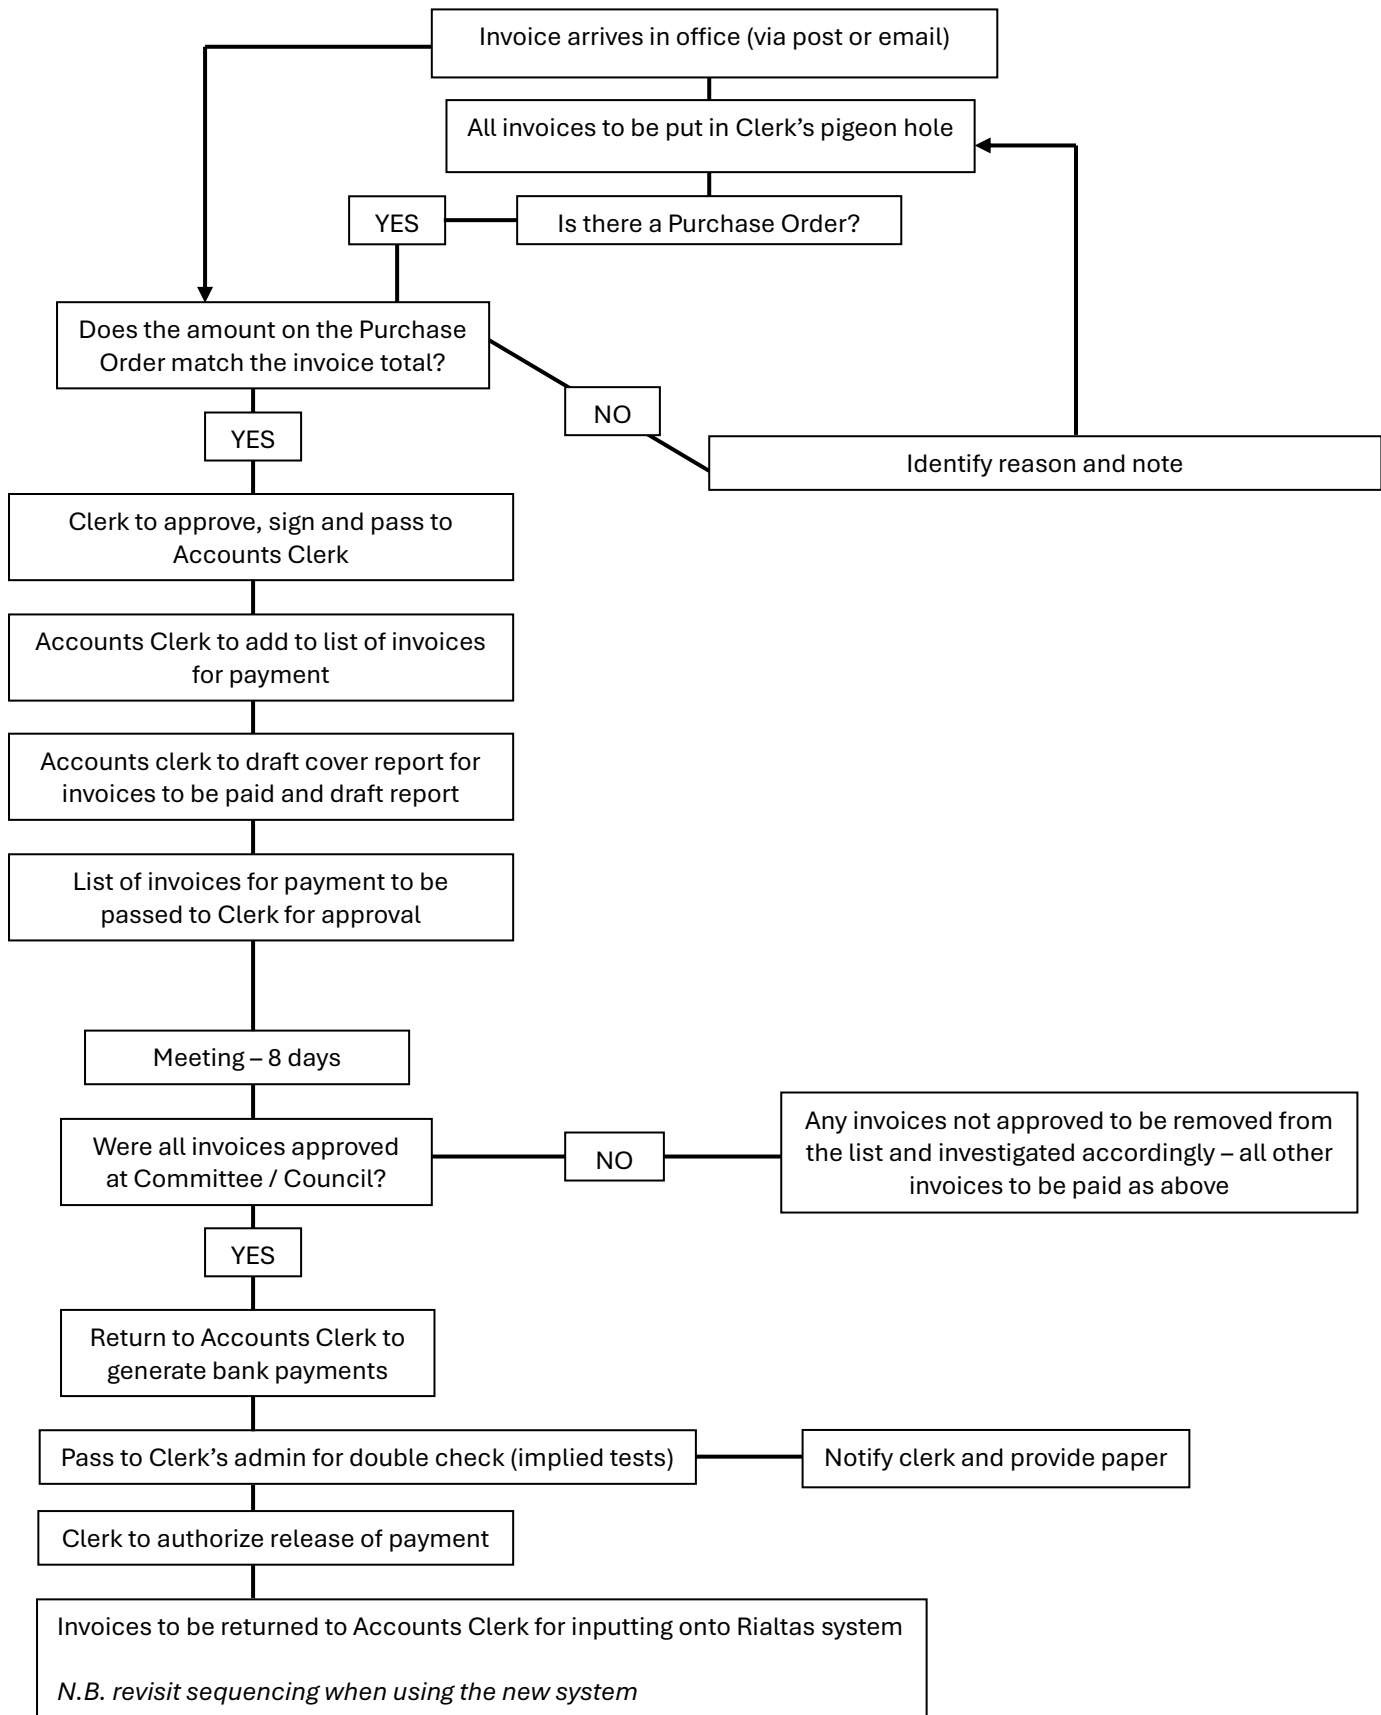 Invoice arrives in office (via post or email)
All invoices to be put in Clerk’s pigeon hole
YES
Is there a Purchase Order?
Does the amount on the Purchase
Order match the invoice total?
NO
YES
Identify reason and note
Clerk to approve, sign and pass to
Accounts Clerk
Accounts Clerk to add to list of invoices
for payment
Accounts clerk to draft cover report for
invoices to be paid and draft report
List of invoices for payment to be
passed to Clerk for approval
Meeting – 8 days
Were all invoices approved
at Committee / Council?
NO
Any invoices not approved to be removed from
the list and investigated accordingly – all other
invoices to be paid as above
YES
Return to Accounts Clerk to
generate bank payments
Pass to Clerk’s admin for double check (implied tests)
Notify clerk and provide paper
Clerk to authorize release of payment
Invoices to be returned to Accounts Clerk for inputting onto Rialtas system
N.B. revisit sequencing when using the new system